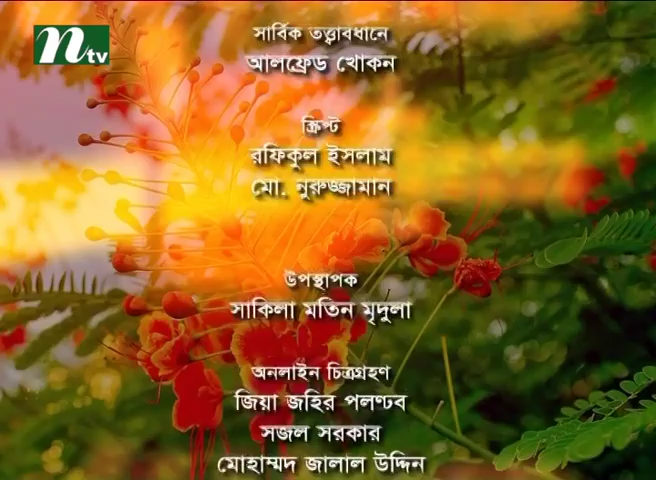 ntv
সার্বিক তত্ত্বাবধানে
আলফ্রেড খোকন
স্ক্রিপ্ট
রফিকুল ইসলাম
মো. নুরুজ্জামান
উপস্থাপক
সাকিলা মতিন মৃদুলা
অনলাইন চিত্রগ্রহণ
জিয়া জহির পলণ্ডব
সজল সরকার
মোহাম্মদ জালাল উদ্দিন